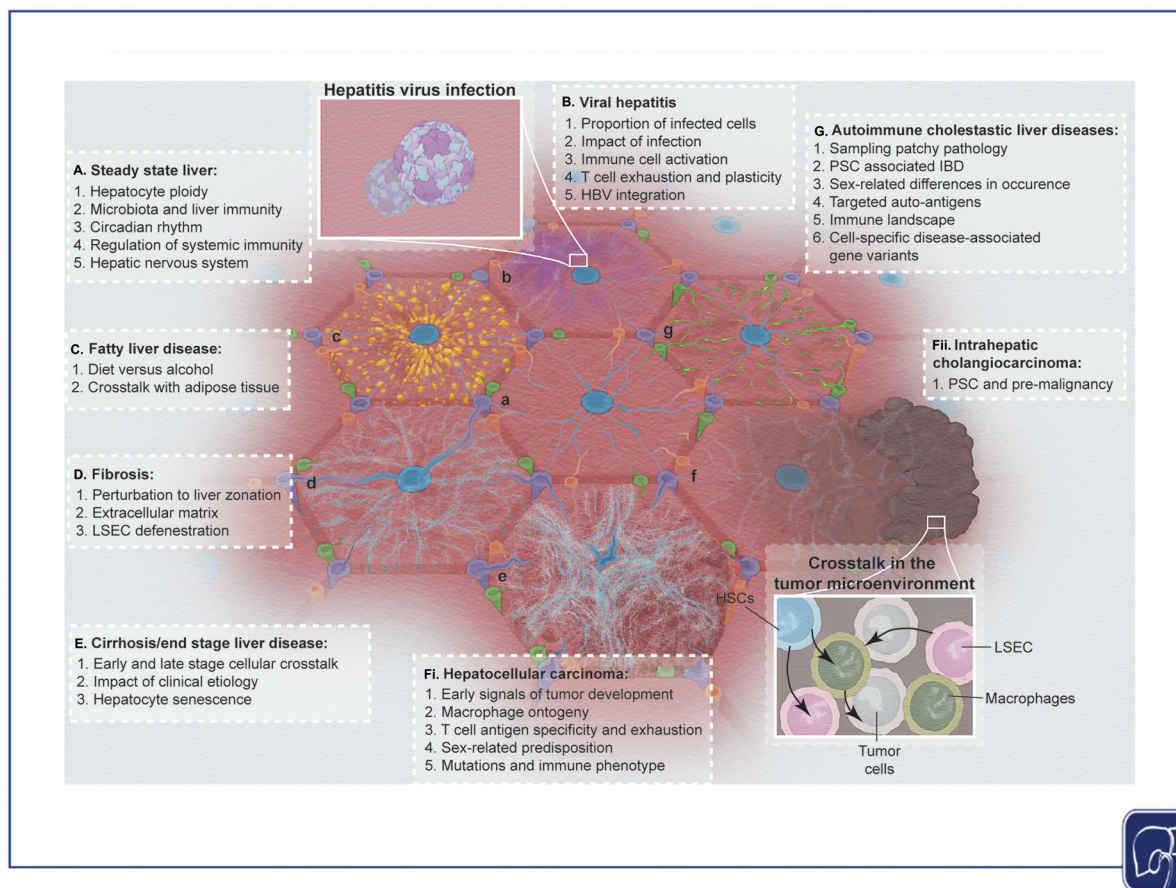 Hepatitis virus infection
A. Steady state liver:
1. Hepatocyte ploidy
2. Microbiota and liver immunity
3. Circadian rhythm
4. Regulation of systemic immunity
5. Hepatic nervous system
B. Viral hepatitis
1. Proportion of infected cells
2. Impact of infection
3. Immune cell activation
4. T cell exhaustion and plasticity
5. HBV integration
G. Autoimmune cholestastic liver diseases:
1. Sampling patchy pathology
2. PSC associated IBD
3. Sex-related differences in occurence
4. Targeted auto-antigens
5. Immune landscape
6. Cell-specific disease-associated
gene variants
b
c
g
a
d
f
e
C. Fatty liver disease:
1. Diet versus alcohol
2. Crosstalk with adipose tissue
Fii. Intrahepatic
cholangiocarcinoma:
1. PSC and pre-malignancy
D. Fibrosis:
1. Perturbation to liver zonation
2. Extracellular matrix
3. LSEC defenestration
E. Cirrhosis/end stage liver disease:
1. Early and late stage cellular crosstalk
2. Impact of clinical etiology
3. Hepatocyte senescence
Fi. Hepatocellular carcinoma:
1. Early signals of tumor development
2. Macrophage ontogeny
3. T cell antigen specificity and exhaustion
4. Sex-related predisposition
5. Mutations and immune phenotype
Crosstalk in the
tumor microenvironment
HSCs
LSEC
Macrophages
Tumor
cells